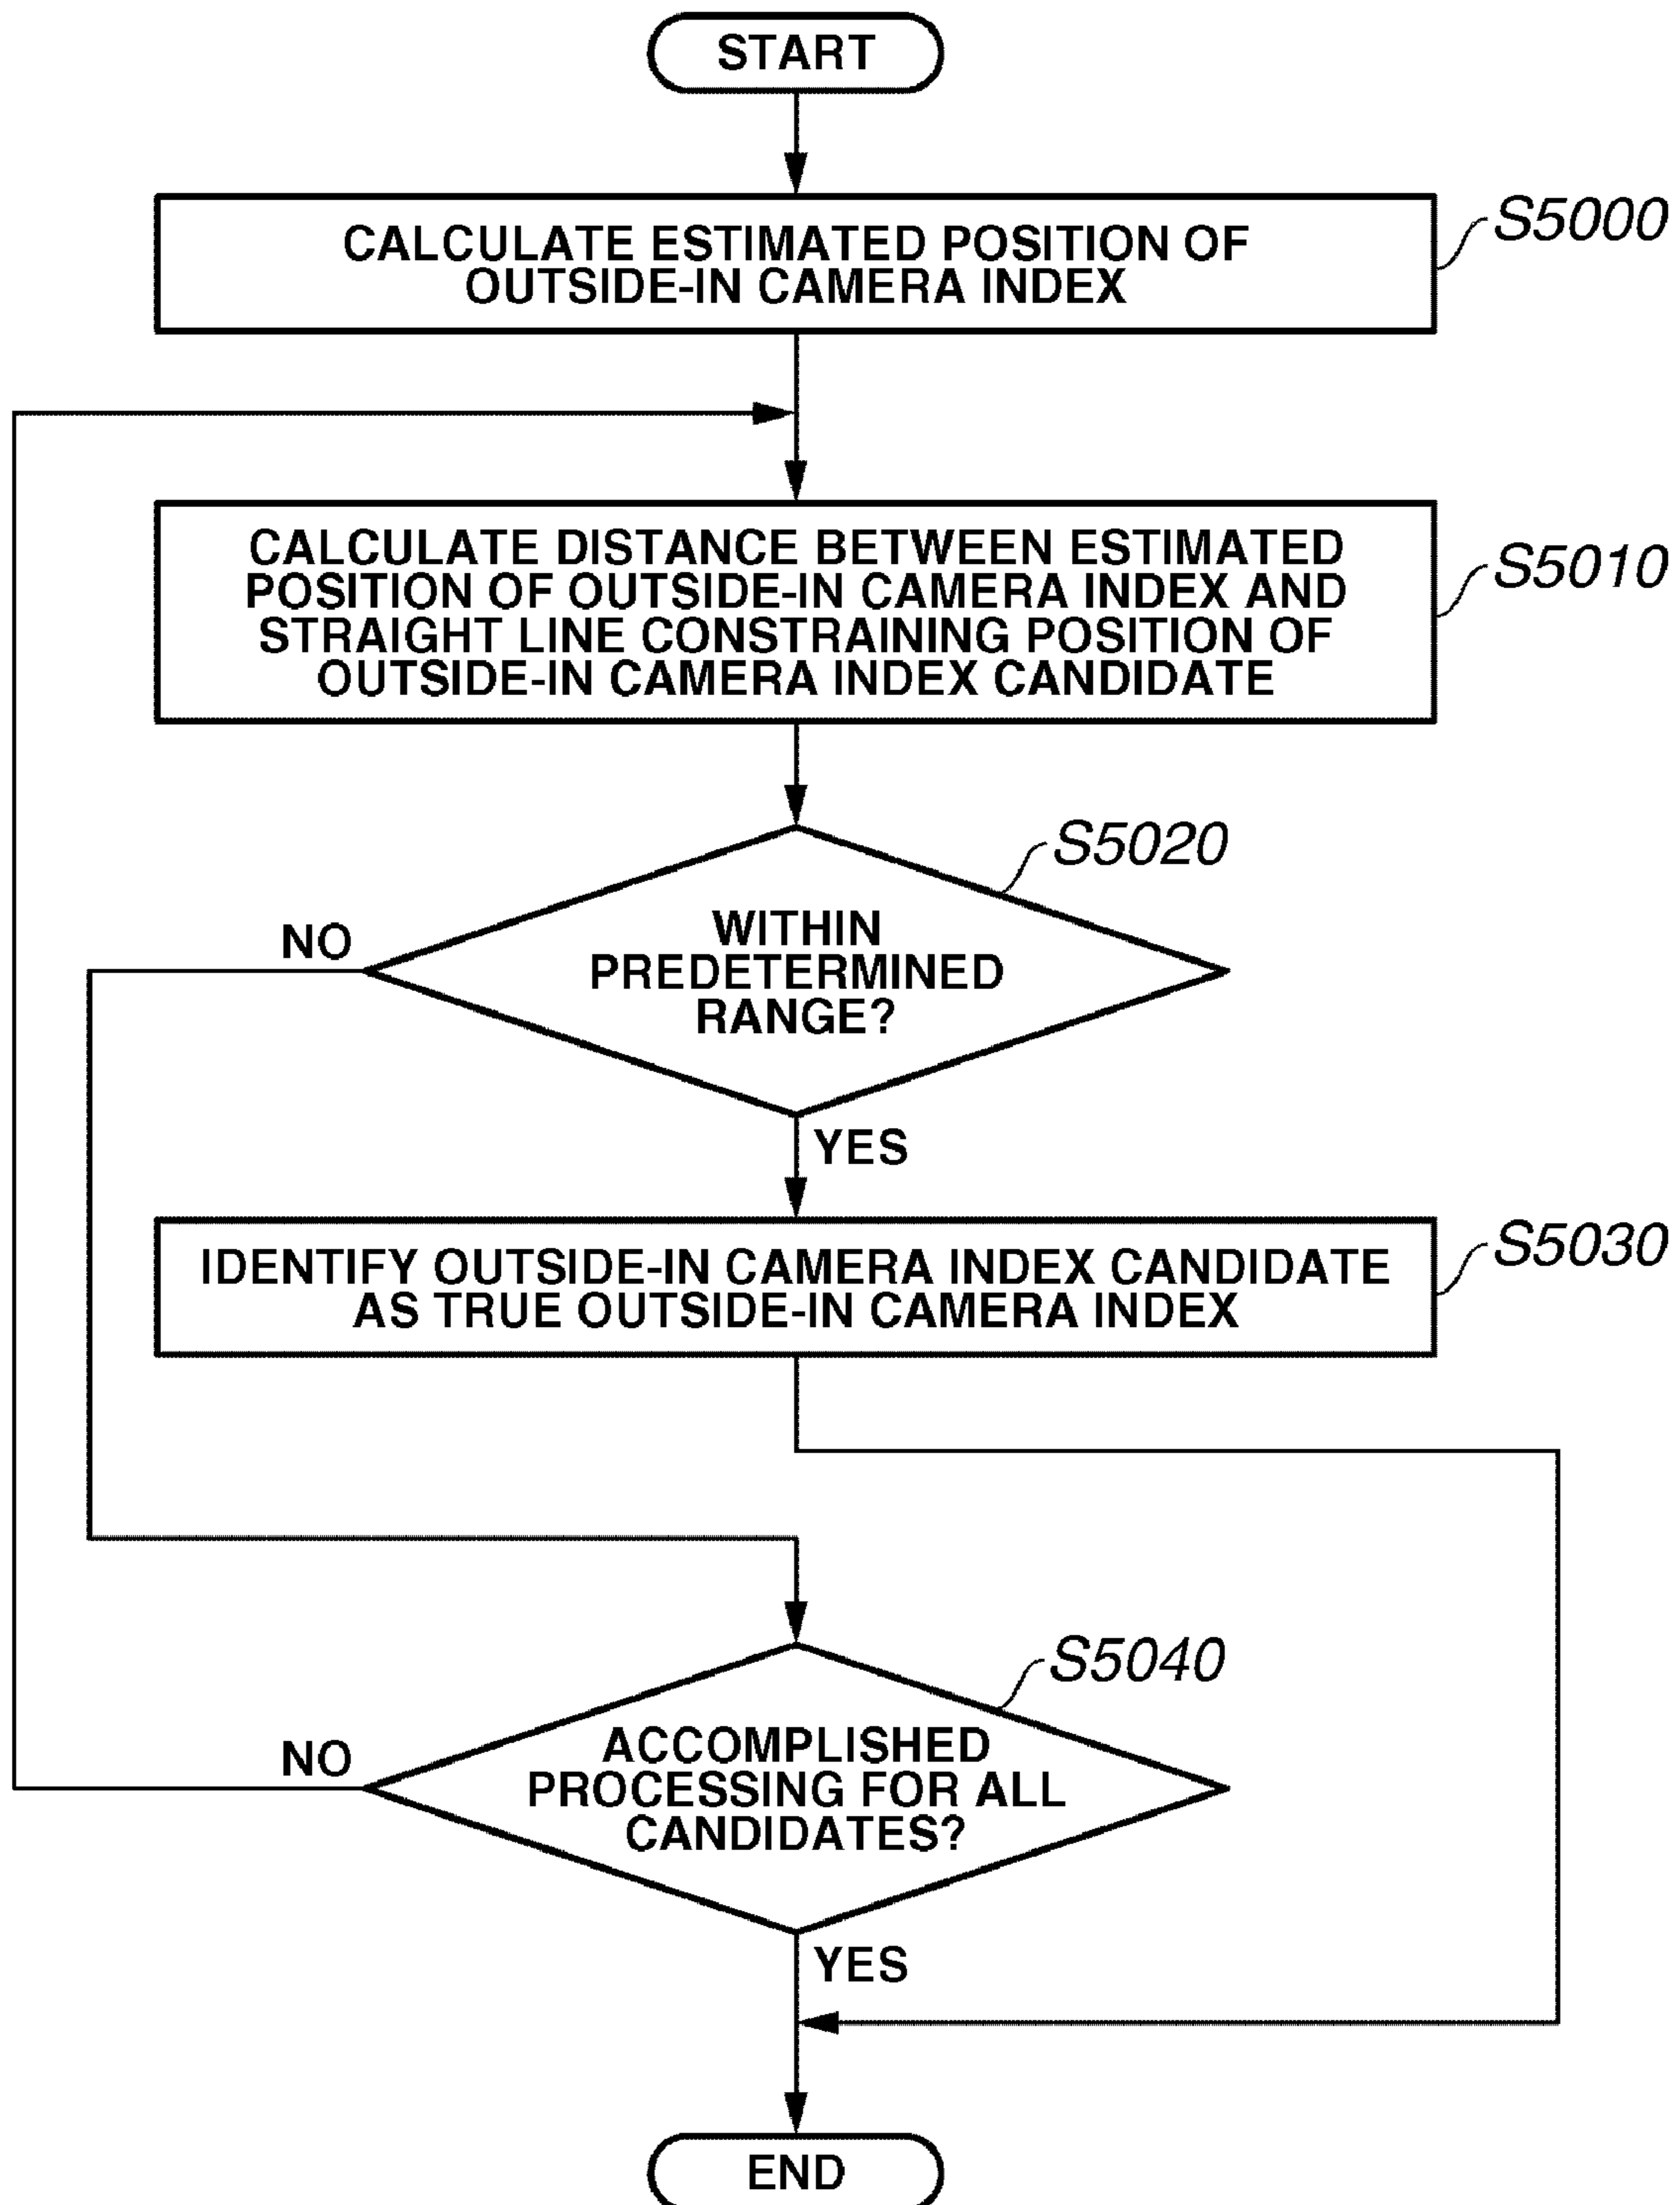 START
CALCULATE ESTIMATED POSITION OF
OUTSIDE-IN CAMERA INDEX
S5000
CALCULATE DISTANCE BETWEEN ESTIMATED
POSITION OF OUTSIDE-IN CAMERA INDEX AND
STRAIGHT LINE CONSTRAINING POSITION OF
OUTSIDE-IN CAMERA INDEX CANDIDATE
S5010
S5020
WITHIN
PREDETERMINED
RANGE?
NO
YES
IDENTIFY OUTSIDE-IN CAMERA INDEX CANDIDATE
AS TRUE OUTSIDE-IN CAMERA INDEX
S5030
S5040
ACCOMPLISHED
PROCESSING FOR ALL
CANDIDATES?
NO
YES
END